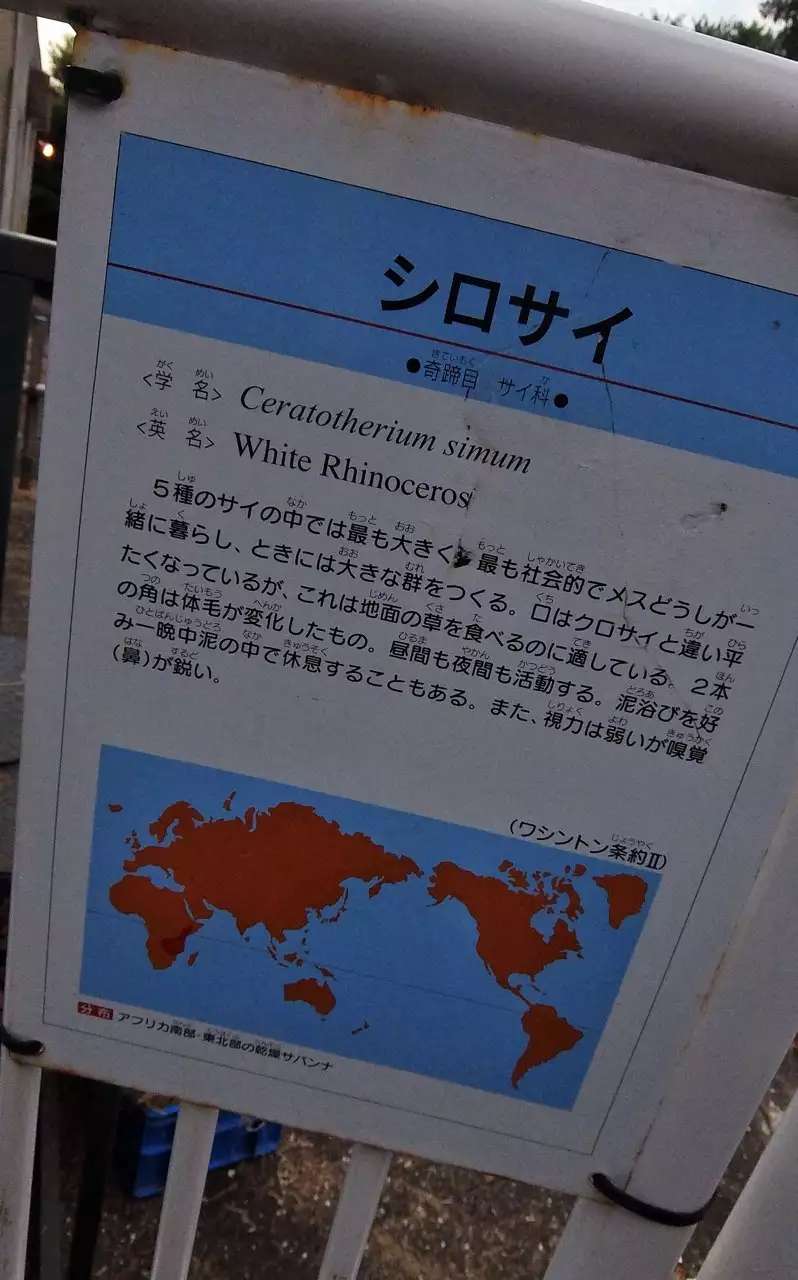 シロサイ
●奇蹄目 サイ科●
<学名> Ceratotherium simum
<英名> White Rhinoceros
5種のサイの中では最も大きく、最も社会的でメスどうしが一
緒に暮らし、ときには大きな群をつくる。口はクロサイと違い平
たくなっているが、これは地面の草を食べるのに適している。2本
の角は体毛が変化したもの。昼間も夜間も活動する。泥浴びを好
み一晩中泥の中で休息することもある。また、視力は弱いが嗅覚
(鼻)が鋭い。
(ワシントン条約Ⅱ)
分布 アフリカ南部・東北部の乾燥サバンナ